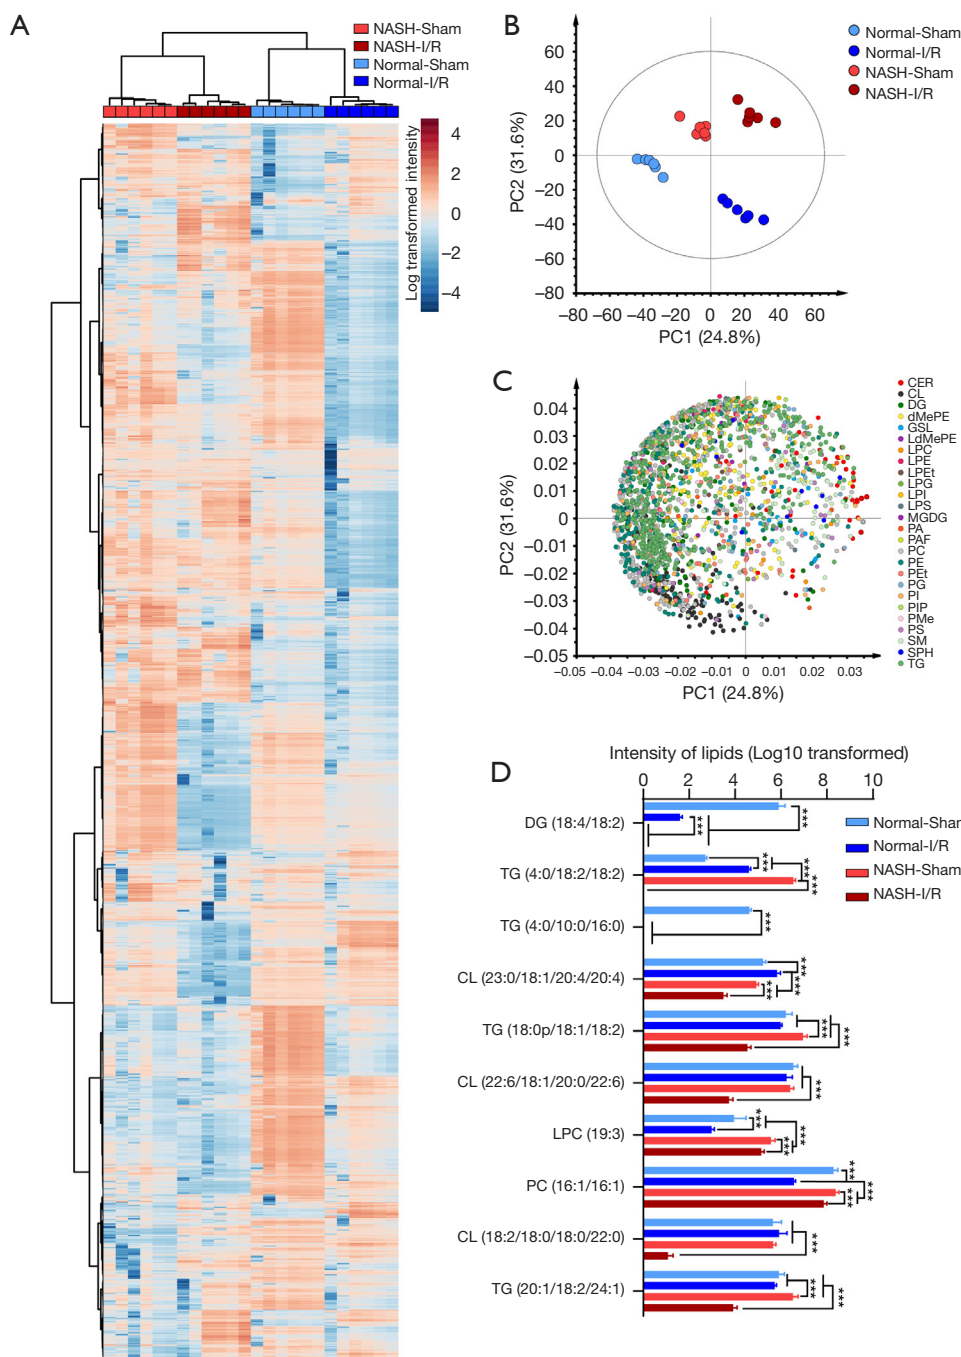 A
NASH-Sham
NASH-I/R
Normal-Sham
Normal-I/R
4
2
0
−2
−4
Log transformed intensity
B
Normal-Sham
Normal-I/R
NASH-Sham
NASH-I/R
60
40
20
0
−20
−40
−60
−80
PC2 (31.6%)
−80 −60 −40 −20 0 20 40 60
PC1 (24.8%)
C
0.04
0.03
0.02
0.01
0
−0.01
−0.02
−0.03
−0.04
−0.05
PC2 (31.6%)
−0.05 −0.04 −0.03 −0.02 −0.01 0 0.01 0.02 0.03
PC1 (24.8%)
CER
CL
DG
dMePE
GSL
LdMePE
LPC
LPE
LPEt
LPG
LPI
LPS
MGDG
PA
PAF
PC
PE
PEt
PG
PI
PIP
PMe
PS
SM
SPH
TG
D
Intensity of lipids (Log10 transformed)
0 2 4 6 8 10
Normal-Sham
Normal-I/R
NASH-Sham
NASH-I/R
DG (18:4/18:2)
*** ***
TG (4:0/18:2/18:2)
*** *** ***
TG (4:0/10:0/16:0)
***
CL (23:0/18:1/20:4/20:4)
*** *** ***
TG (18:0p/18:1/18:2)
*** ***
CL (22:6/18:1/20:0/22:6)
***
LPC (19:3)
*** *** ***
PC (16:1/16:1)
*** *** ***
CL (18:2/18:0/18:0/22:0)
***
TG (20:1/18:2/24:1)
*** ***